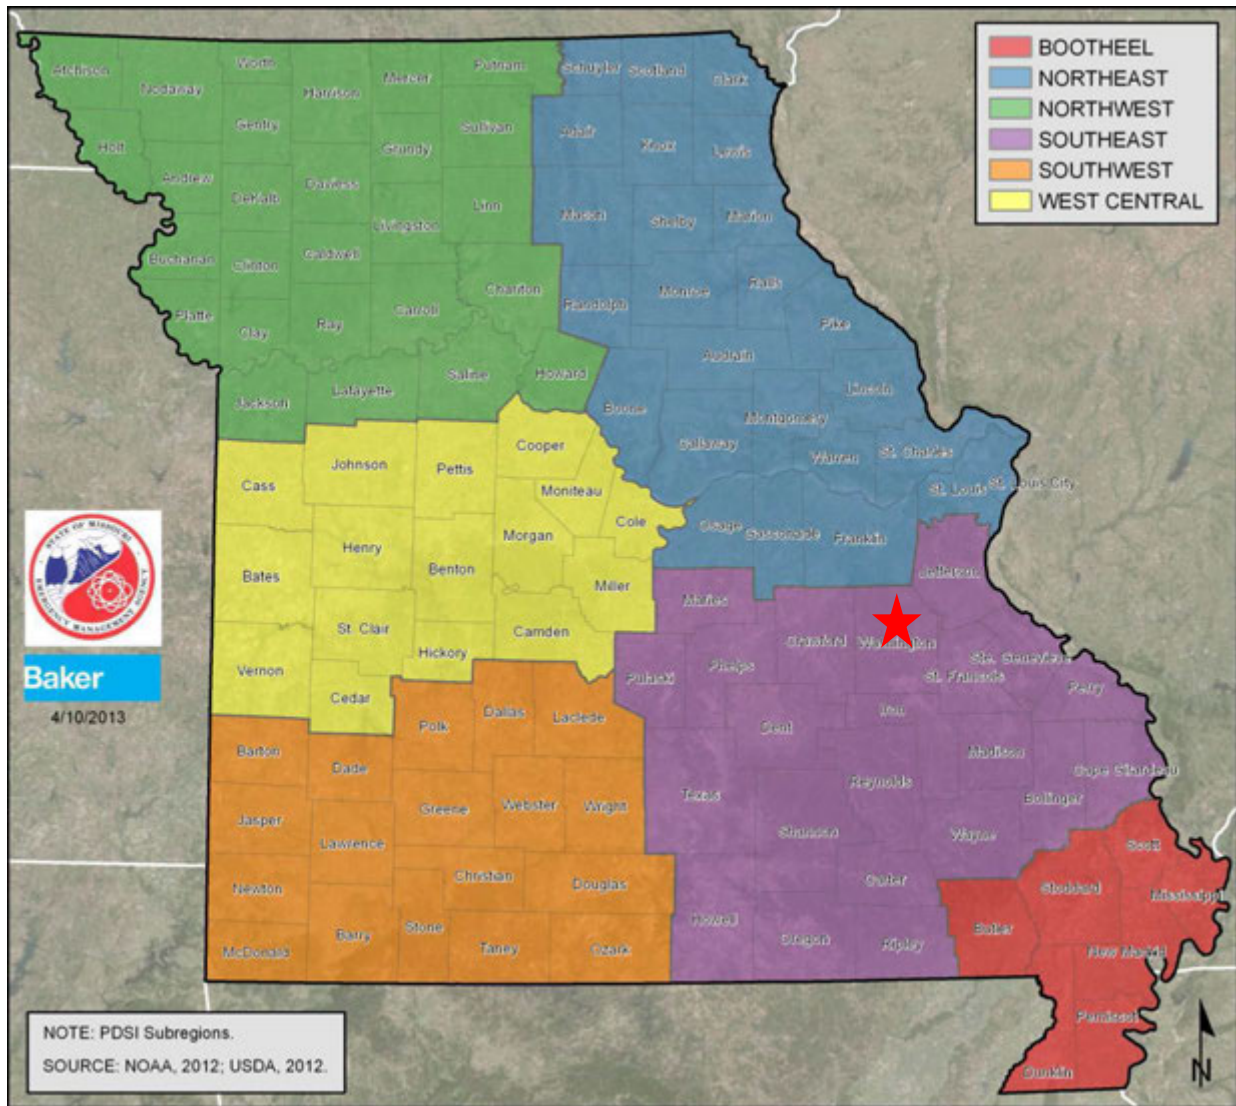 BOOTHEEL
NORTHEAST
NORTHWEST
SOUTHEAST
SOUTHWEST
WEST CENTRAL
Atchison
Nodaway
Worth
Harrison
Mercer
Putnam
Schuyler
Scotland
Clark
Holt
Gentry
Grundy
Sullivan
Adair
Knox
Lewis
Andrew
DeKalb
Daviess
Livingston
Linn
Macon
Shelby
Marion
Buchanan
Clinton
Caldwell
Chariton
Randolph
Monroe
Ralls
Platte
Clay
Ray
Carroll
Pike
Audrain
Jackson
Lafayette
Saline
Howard
Boone
Lincoln
Montgomery
Callaway
Warren
St. Charles
St. Louis
St. Louis City
Cass
Johnson
Pettis
Cooper
Moniteau
Cole
Osage
Gasconade
Franklin
Henry
Morgan
Bates
Benton
Miller
Jefferson
Maries
St. Clair
Camden
Crawford
Washington
Vernon
Hickory
Pulaski
Phelps
St. Francois
Ste. Genevieve
Perry
Cedar
Polk
Dallas
Laclede
Dent
Iron
Barton
Dade
Madison
Cape Girardeau
Greene
Webster
Wright
Texas
Reynolds
Bollinger
Jasper
Lawrence
Shannon
Wayne
Scott
Newton
Christian
Douglas
Carter
Stoddard
Mississippi
McDonald
Barry
Stone
Taney
Ozark
Howell
Oregon
Ripley
Butler
New Madrid
Pemiscot
Dunklin
STATE OF MISSOURI
EMERGENCY MANAGEMENT AGENCY
Baker
4/10/2013
NOTE: PDSI Subregions.
SOURCE: NOAA, 2012; USDA, 2012.
N